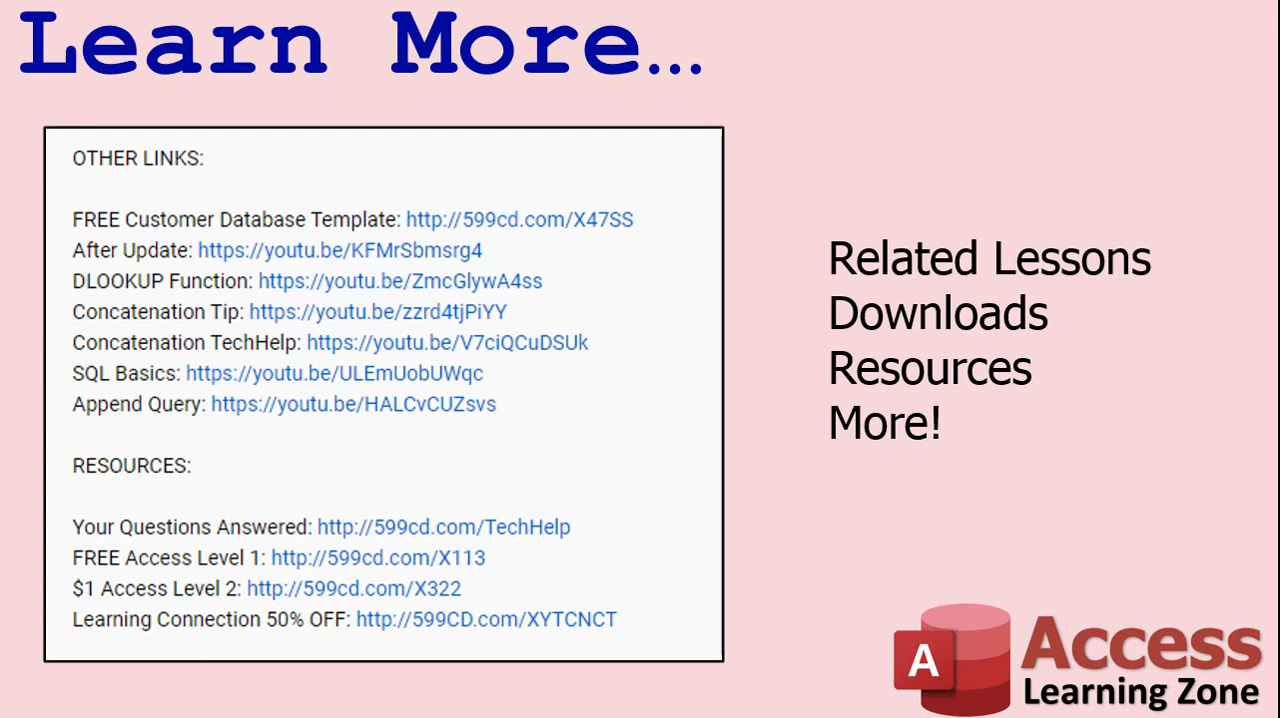 Learn More...
OTHER LINKS:
FREE Customer Database Template: http://599cd.com/X47SS
After Update: https://youtu.be/KFMrSbmsrg4
DLOOKUP Function: https://youtu.be/ZmcGlywA4ss
Concatenation Tip: https://youtu.be/zzrd4tjPiYY
Concatenation TechHelp: https://youtu.be/V7ciQCuDSUk
SQL Basics: https://youtu.be/ULEmUobUWqc
Append Query: https://youtu.be/HALCvCUZsvs
RESOURCES:
Your Questions Answered: http://599cd.com/TechHelp
FREE Access Level 1: http://599cd.com/X113
$1 Access Level 2: http://599cd.com/X322
Learning Connection 50% OFF: http://599CD.com/XYTCNCT
Related Lessons
Downloads
Resources
More!
A
Access
Learning Zone